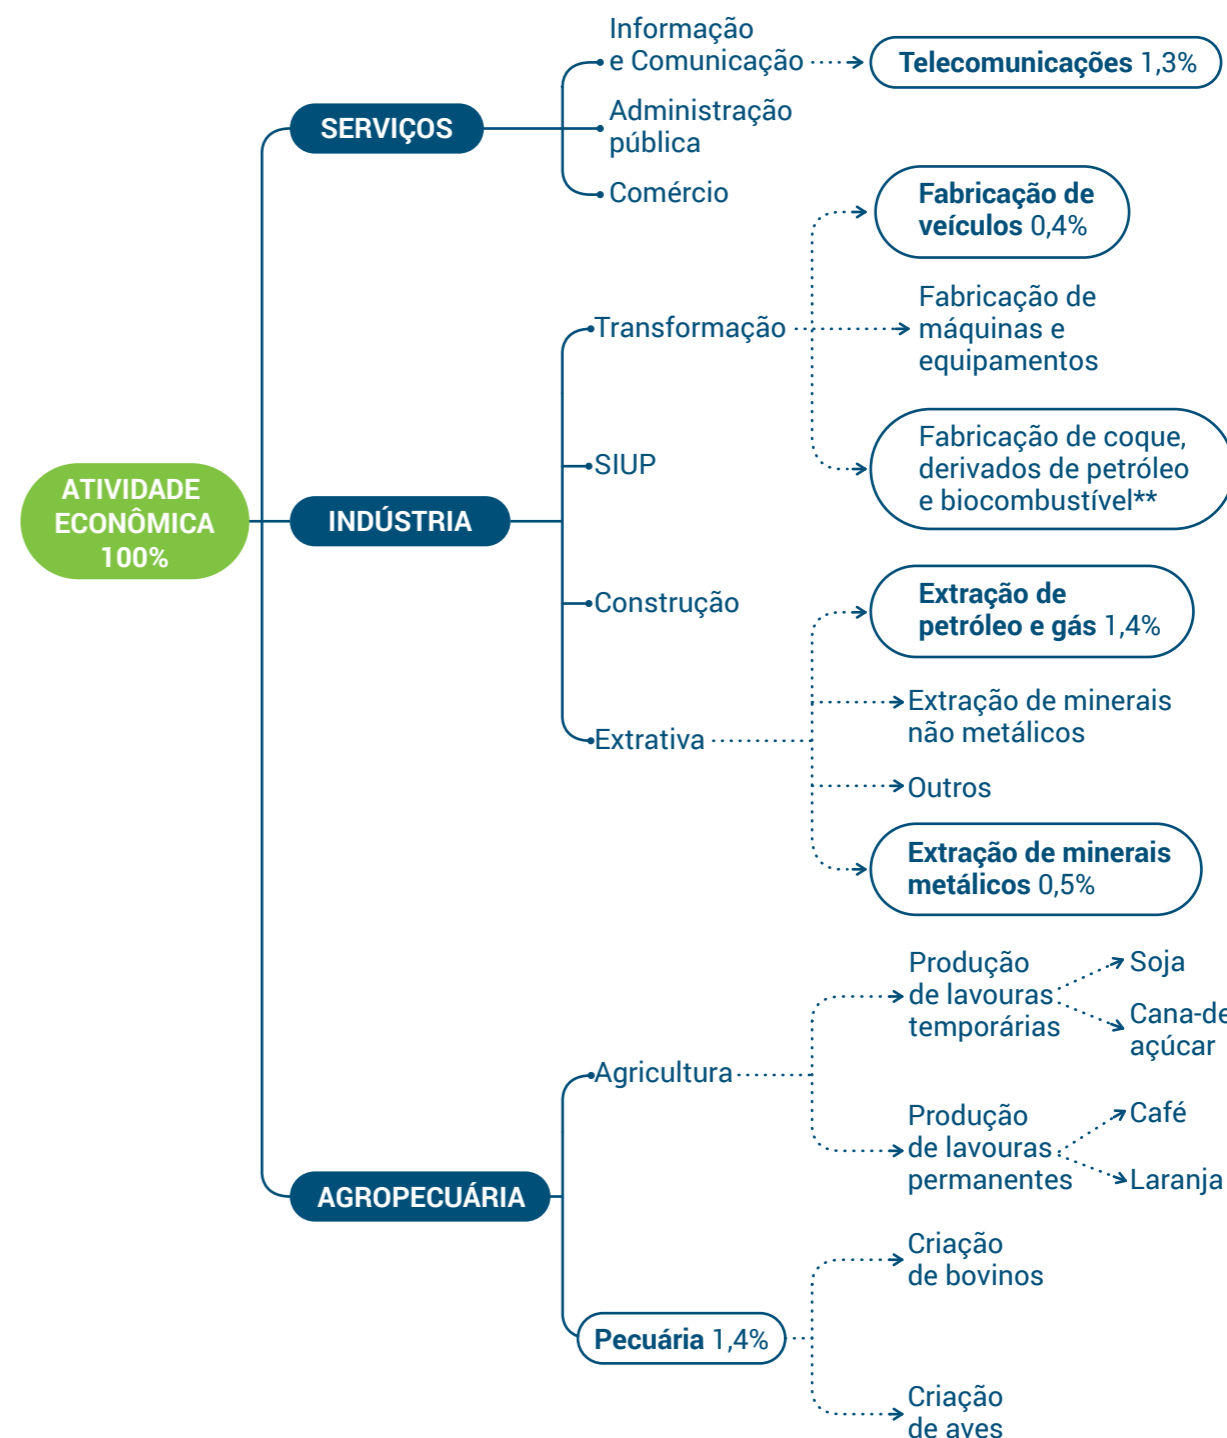 Informação
e Comunicação
Telecomunicações 1,3%
SERVIÇOS
Administração
pública
Comércio
Fabricação de
veículos 0,4%
Transformação
Fabricação de
máquinas e
equipamentos
Fabricação de coque,
derivados de petróleo
e biocombustível**
SIUP
ATIVIDADE
ECONÔMICA
100%
INDÚSTRIA
Construção
Extração de
petróleo e gás 1,4%
Extrativa
Extração de minerais
não metálicos
Outros
Extração de minerais
metálicos 0,5%
Produção
de lavouras
temporárias
Soja
Cana-de
açúcar
Agricultura
Produção
de lavouras
permanentes
Café
Laranja
AGROPECUÁRIA
Criação
de bovinos
Pecuária 1,4%
Criação
de aves